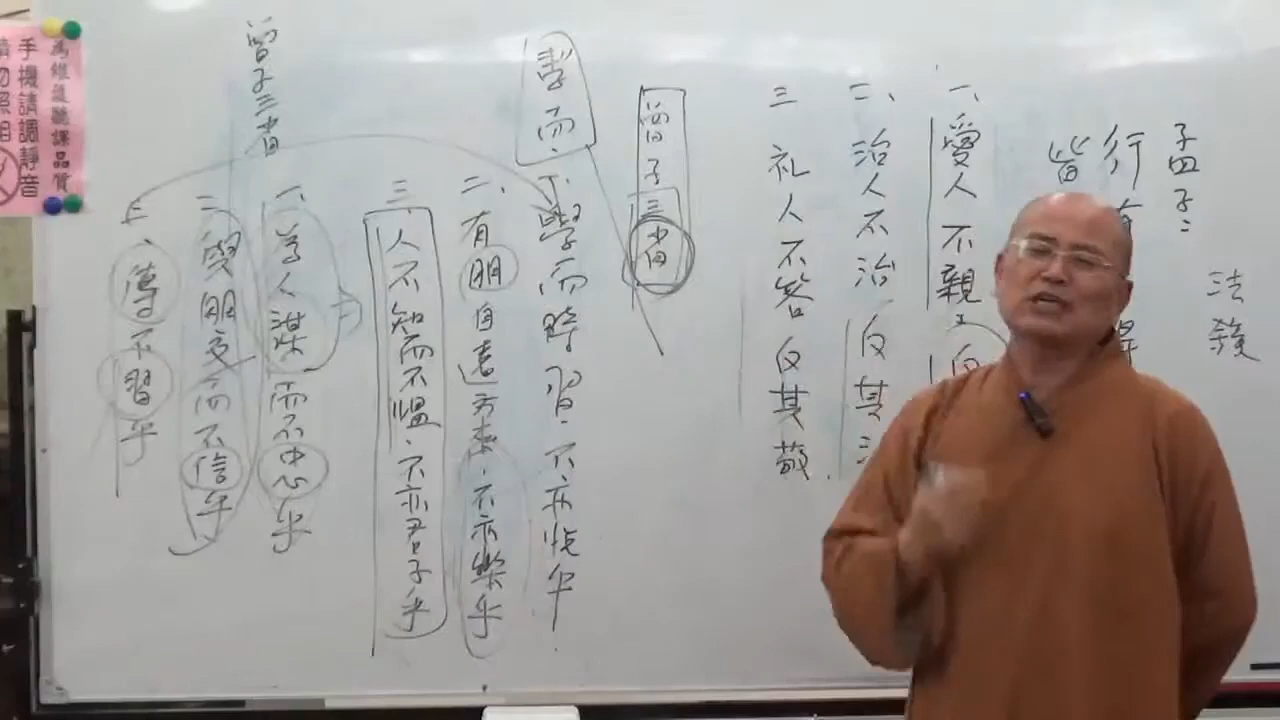 孟子:
行有
皆
法鼓
一、愛人不親、反
二、治人不治 反其
三 礼人不答 反其敬
曾子三省
學而
1、學而時習、不亦悅乎
二、有朋自遠方來、不亦樂乎
三、人不知而不慍、不亦君子乎
曾子三省
一、為人謀而不忠乎
二、與朋友而不信乎
三、傳不習乎
為維護聽課品質
手機請調靜音
請勿照相